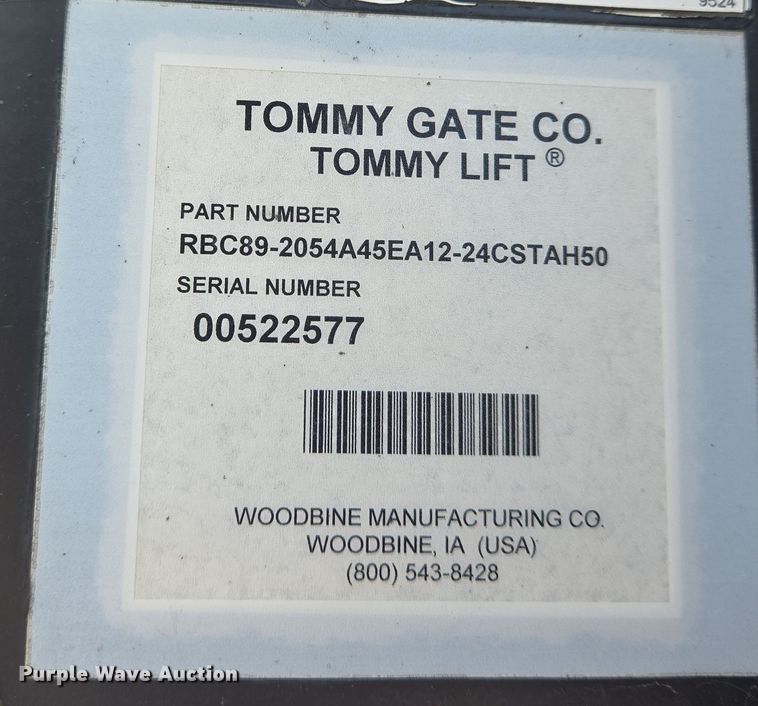 9524
TOMMY GATE CO.
TOMMY LIFT ®
PART NUMBER
RBC89-2054A45EA12-24CSTAH50
SERIAL NUMBER
00522577
WOODBINE MANUFACTURING CO.
WOODBINE, IA (USA)
(800) 543-8428
Purple Wave Auction